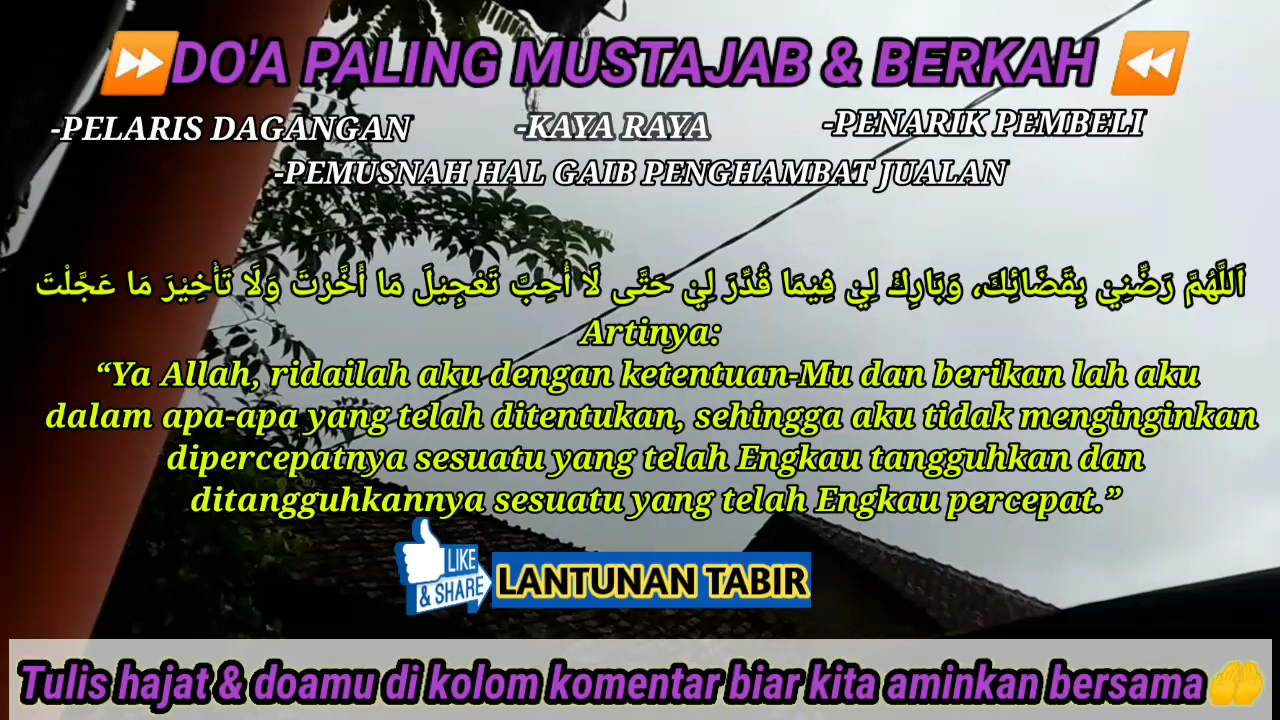 ⏩DO'A PALING MUSTAJAB & BERKAH ⏪
-PELARIS DAGANGAN -KAYA RAYA -PENARIK PEMBELI
-PEMUSNAH HAL GAIB PENGHAMBAT JUALAN
اَللَّهُمَّ رَضِّنِيْ بِقَضَائِكَ، وَبَارِكْ لِيْ فِيْمَا قُدِّرَ لِيْ حَتَّى لَا أُحِبَّ تَعْجِيْلَ مَا أَخَّرْتَ وَلَا تَأْخِيْرَ مَا عَجَّلْتَ
Artinya:
“Ya Allah, ridailah aku dengan ketentuan-Mu dan berikan lah aku
dalam apa-apa yang telah ditentukan, sehingga aku tidak menginginkan
dipercepatnya sesuatu yang telah Engkau tangguhkan dan
ditangguhkannya sesuatu yang telah Engkau percepat.”
LIKE
& SHARE
LANTUNAN TABIR
Tulis hajat & doamu di kolom komentar biar kita aminkan bersama🤲